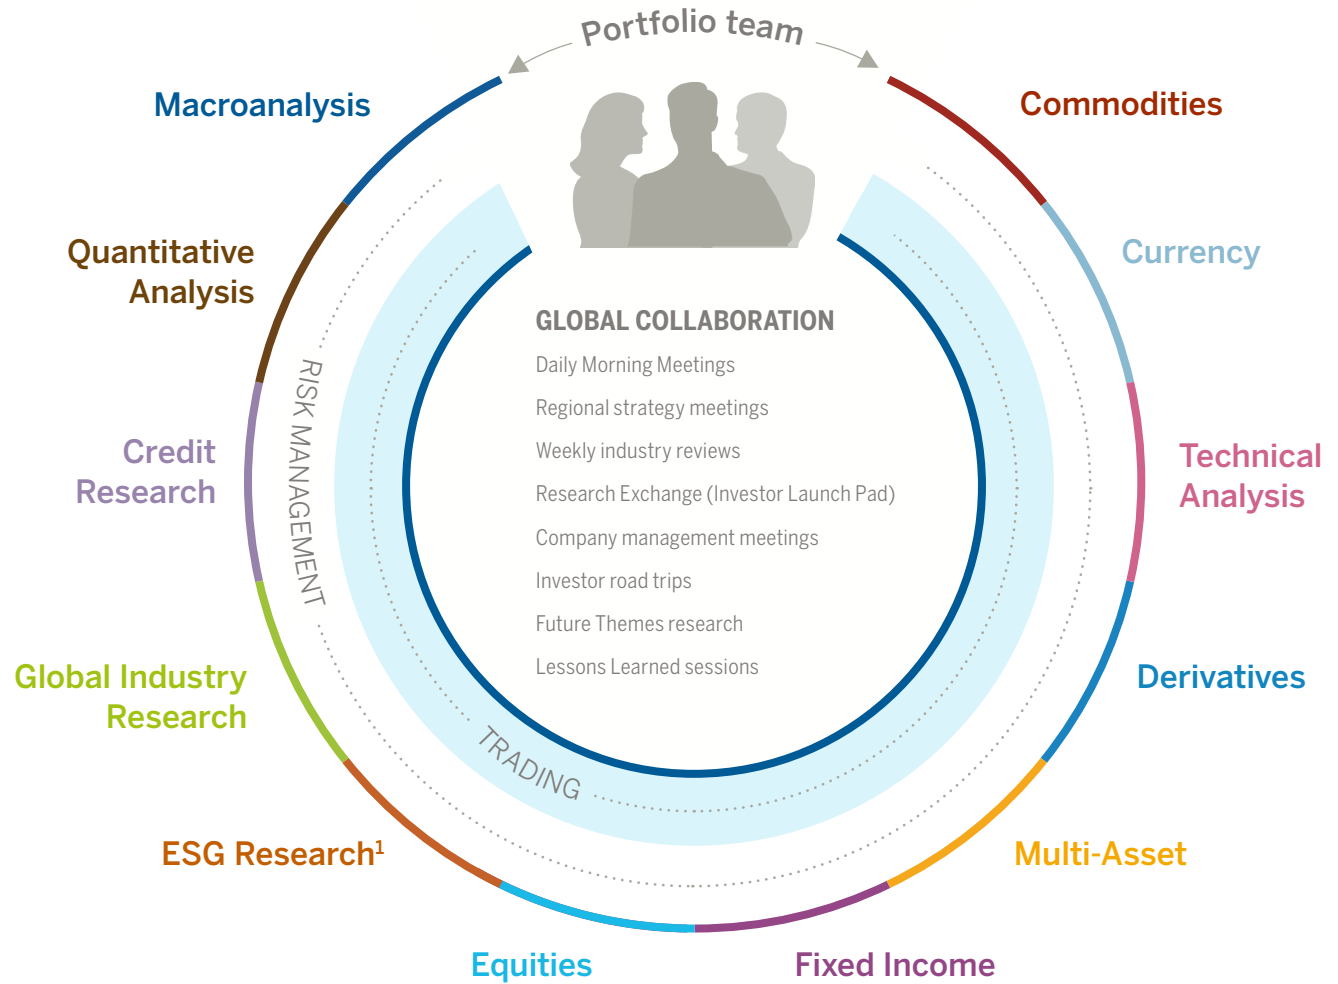 Portfolio team
Macroanalysis
Commodities
Quantitative
Analysis
Currency
GLOBAL COLLABORATION
Daily Morning Meetings
Regional strategy meetings
Weekly industry reviews
Research Exchange (Investor Launch Pad)
Company management meetings
Investor road trips
Future Themes research
Lessons Learned sessions
RISK MANAGEMENT
TRADING
Credit
Research
Technical
Analysis
Global Industry
Research
Derivatives
ESG Research¹
Multi-Asset
Equities
Fixed Income